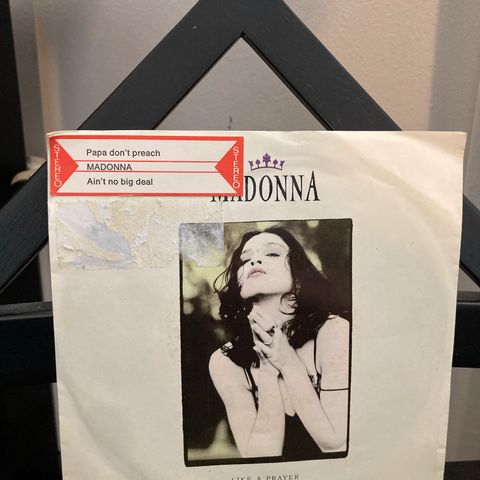 STEREO
Papa don't preach
MADONNA
Ain't no big deal
STEREO
MADONNA
LIKE A PRAYER